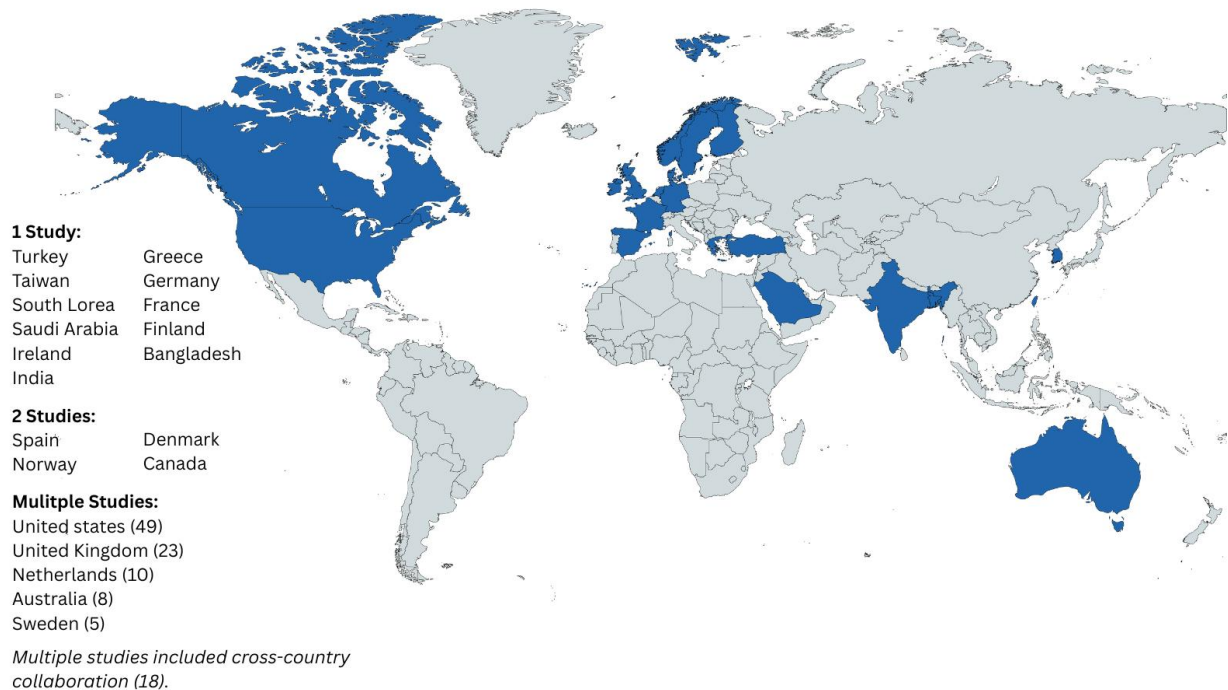 1 Study:
Turkey Greece
Taiwan Germany
South Lorea France
Saudi Arabia Finland
Ireland Bangladesh
India
2 Studies:
Spain Denmark
Norway Canada
Mulitple Studies:
United states (49)
United Kingdom (23)
Netherlands (10)
Australia (8)
Sweden (5)
Multiple studies included cross-country
collaboration (18).